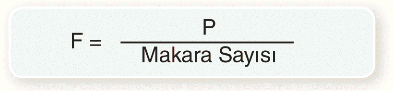 P
F =
Makara Sayısı